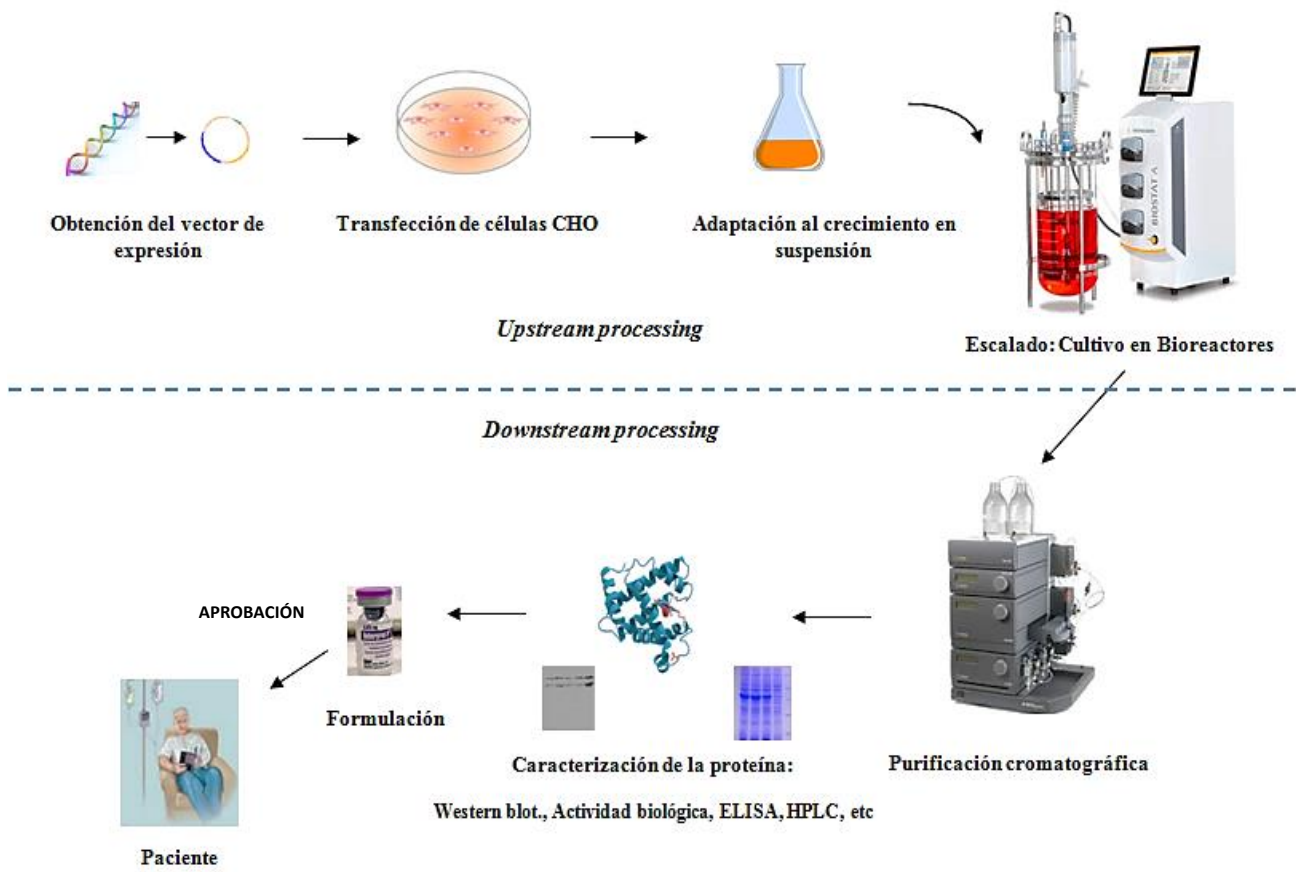 Obtención del vector de
expresión
Transfección de células CHO
Adaptación al crecimiento en
suspensión
BIOSTAT A
Escalado: Cultivo en Bioreactores
Upstream processing
Downstream processing
Purificación cromatográfica
Caracterización de la proteína:
Western blot., Actividad biológica, ELISA, HPLC, etc
Formulación
APROBACIÓN
Paciente